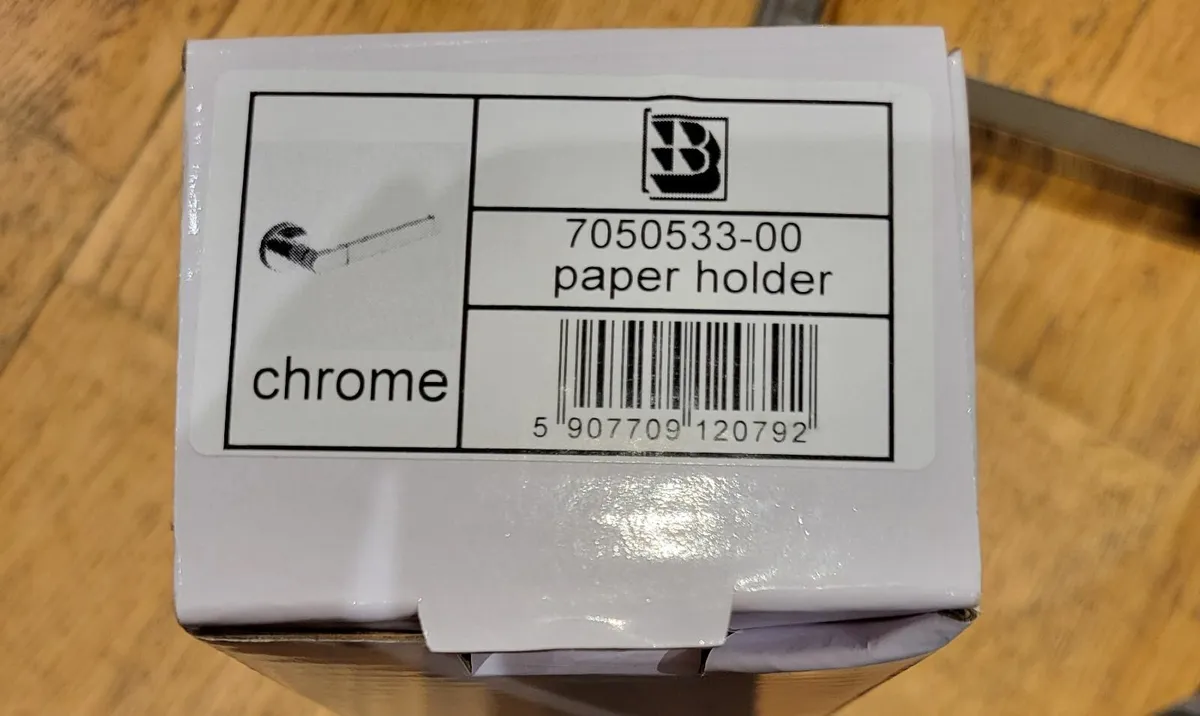 B
7050533-00
paper holder
chrome
5 907709 120792